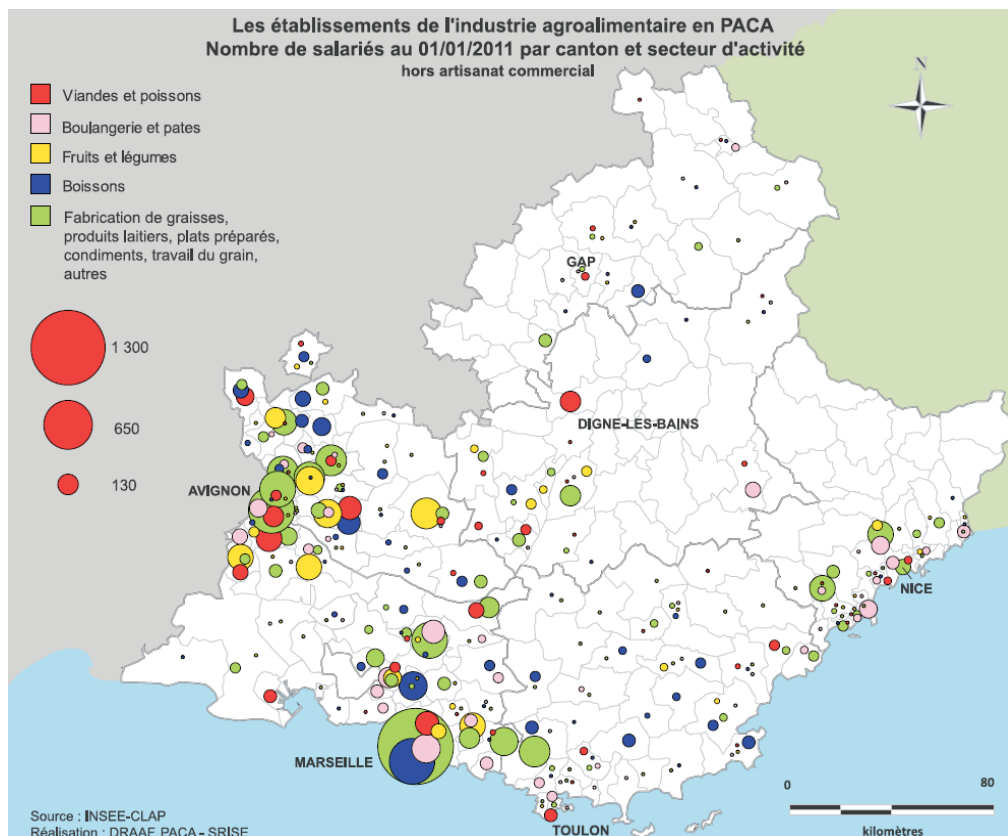 Les établissements de l'industrie agroalimentaire en PACA
Nombre de salariés au 01/01/2011 par canton et secteur d'activité
hors artisanat commercial
N
Viandes et poissons
Boulangerie et pates
Fruits et légumes
Boissons
Fabrication de graisses,
produits laitiers, plats préparés,
condiments, travail du grain,
autres
1 300
650
130
GAP
DIGNE-LES-BAINS
AVIGNON
NICE
MARSEILLE
TOULON
0 80
kilomètres
Source : INSEE-CLAP
Réalisation : DRAAF PACA - SRISE